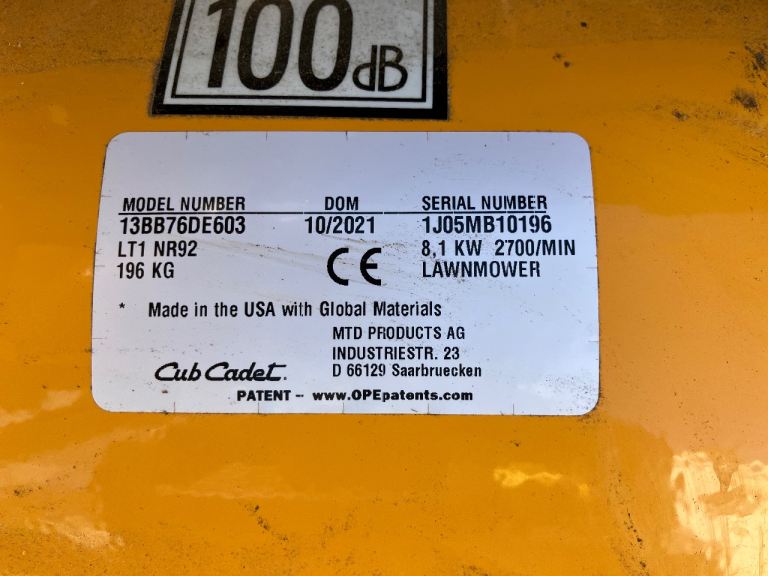 100dB
MODEL NUMBER DOM SERIAL NUMBER
13BB76DE603 10/2021 1J05MB10196
LT1 NR92 8,1 KW 2700/MIN
196 KG CE LAWNMOWER
* Made in the USA with Global Materials
MTD PRODUCTS AG
INDUSTRIESTR. 23
Cub Cadet. D 66129 Saarbruecken
PATENT -- www.OPEpatents.com